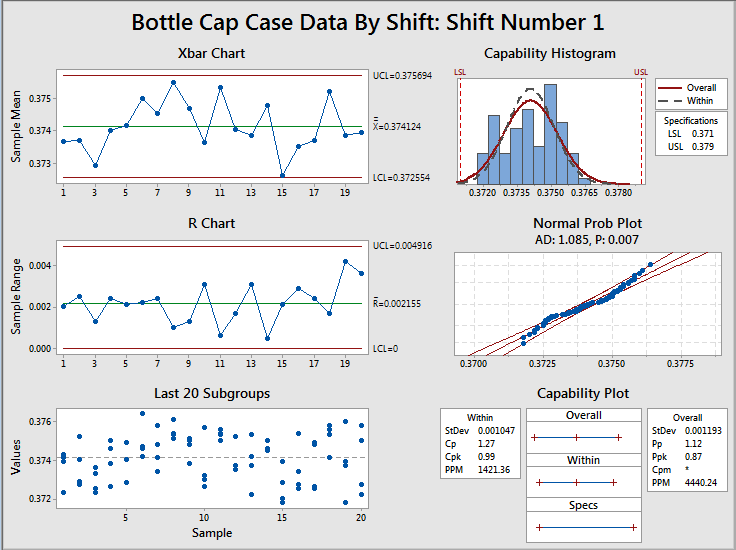 Bottle Cap Case Data By Shift: Shift Number 1
Xbar Chart
Sample Mean
0.375
0.374
0.373
1 3 5 7 9 11 13 15 17 19
UCL=0.375694
X=0.374124
LCL=0.372554
Capability Histogram
LSL USL
0.3720 0.3735 0.3750 0.3765 0.3780
Overall
Within
Specifications
LSL 0.371
USL 0.379
R Chart
Sample Range
0.004
0.002
0.000
1 3 5 7 9 11 13 15 17 19
UCL=0.004916
R=0.002155
LCL=0
Normal Prob Plot
AD: 1.085, P: 0.007
0.3700 0.3725 0.3750 0.3775
Last 20 Subgroups
Values
0.376
0.374
0.372
5 10 15 20
Sample
Capability Plot
Within
StDev 0.001047
Cp 1.27
Cpk 0.99
PPM 1421.36
Overall
Within
Specs
Overall
StDev 0.001193
Pp 1.12
Ppk 0.87
Cpm *
PPM 4440.24